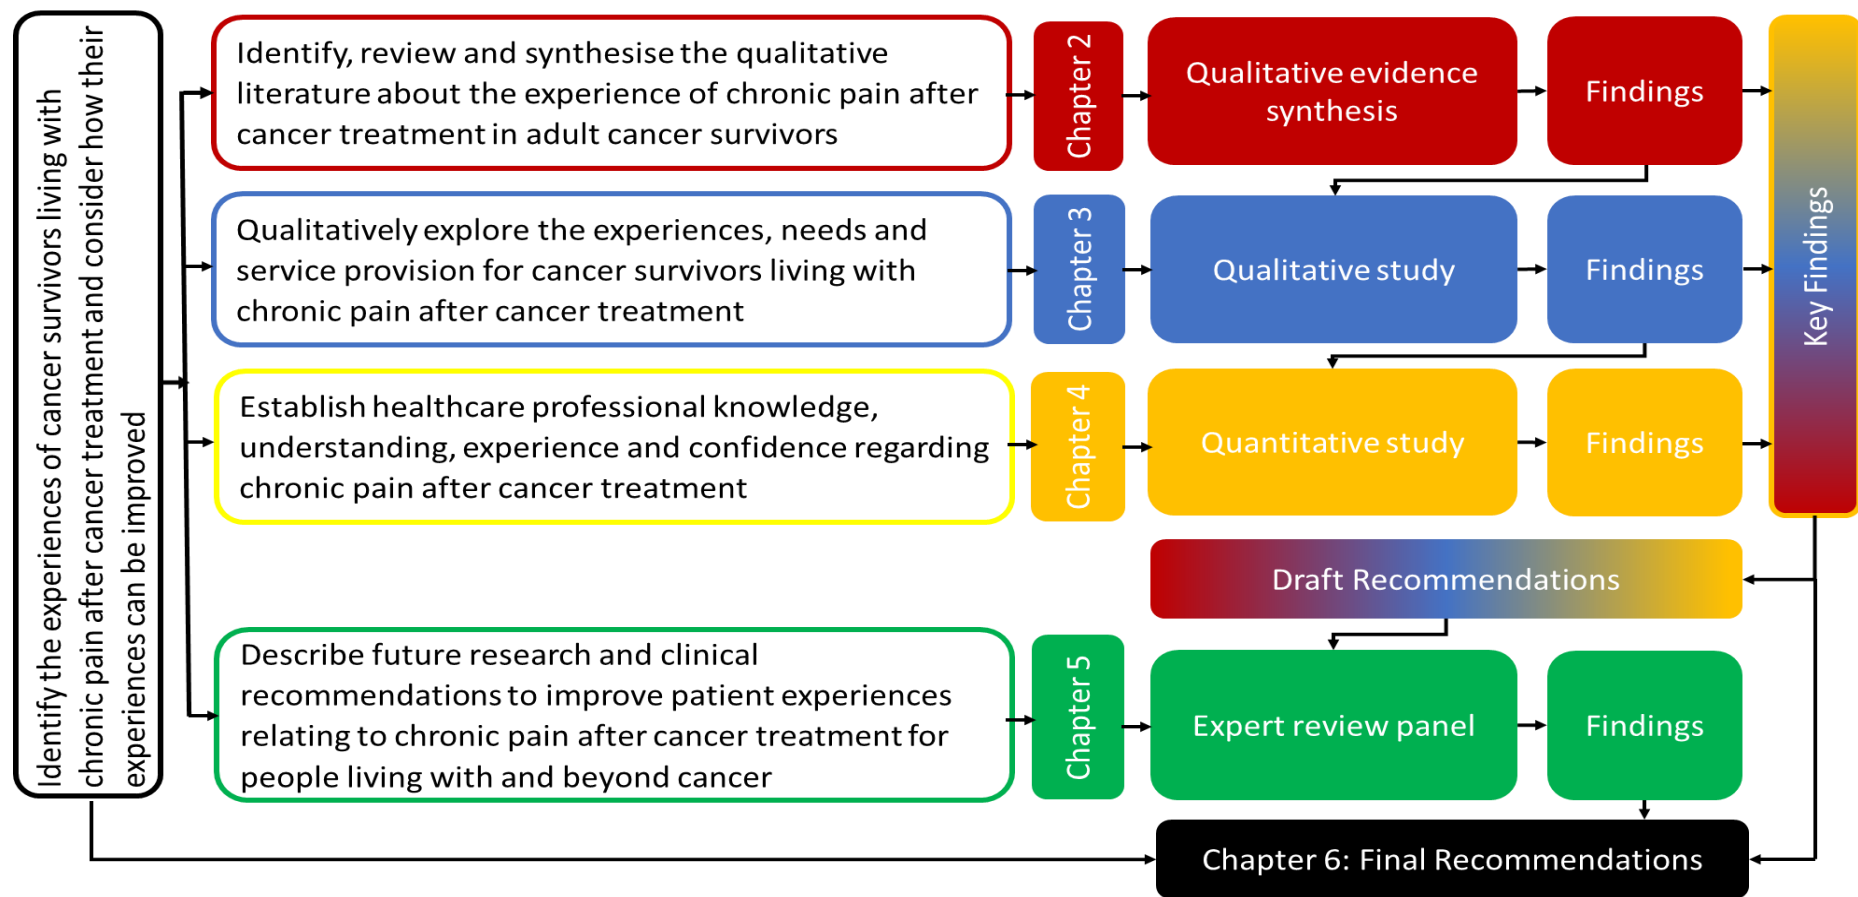 Identify the experiences of cancer survivors living with
chronic pain after cancer treatment and consider how their
experiences can be improved
Identify, review and synthesise the qualitative
literature about the experience of chronic pain after
cancer treatment in adult cancer survivors
Chapter 2
Qualitative evidence
synthesis
Findings
Key Findings
Qualitatively explore the experiences, needs and
service provision for cancer survivors living with
chronic pain after cancer treatment
Chapter 3
Qualitative study
Findings
Establish healthcare professional knowledge,
understanding, experience and confidence regarding
chronic pain after cancer treatment
Chapter 4
Quantitative study
Findings
Draft Recommendations
Describe future research and clinical
recommendations to improve patient experiences
relating to chronic pain after cancer treatment for
people living with and beyond cancer
Chapter 5
Expert review panel
Findings
Chapter 6: Final Recommendations